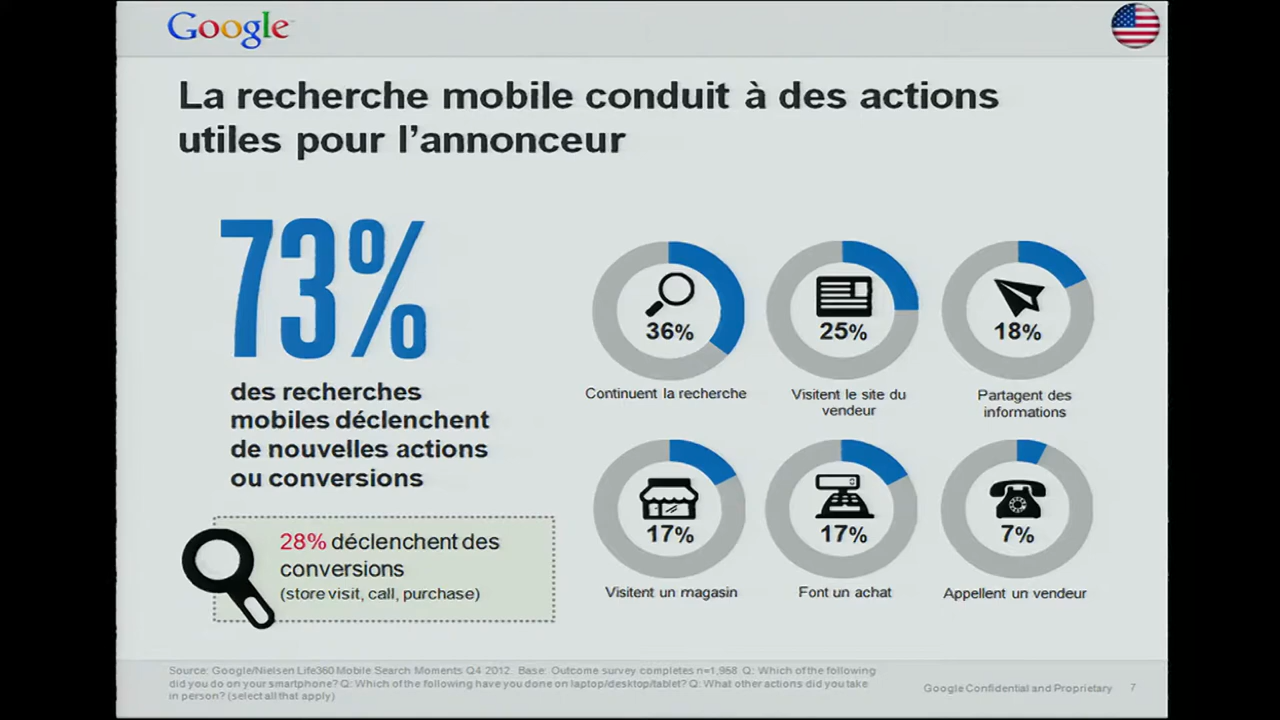 Google
La recherche mobile conduit à des actions
utiles pour l’annonceur
73%
des recherches
mobiles déclenchent
de nouvelles actions
ou conversions
28% déclenchent des
conversions
(store visit, call, purchase)
36%
Continuent la recherche
25%
Visitent le site du
vendeur
18%
Partagent des
informations
17%
Visitent un magasin
17%
Font un achat
7%
Appellent un vendeur
Source: Google/Nielsen Life360 Mobile Search Moments Q4 2012. Base: Outcome survey completes n=1,958 Q: Which of the following
did you do on your smartphone? Q: Which of the following have you done on laptop/desktop/tablet? Q: What other actions did you take
in person? (select all that apply)
Google Confidential and Proprietary 7